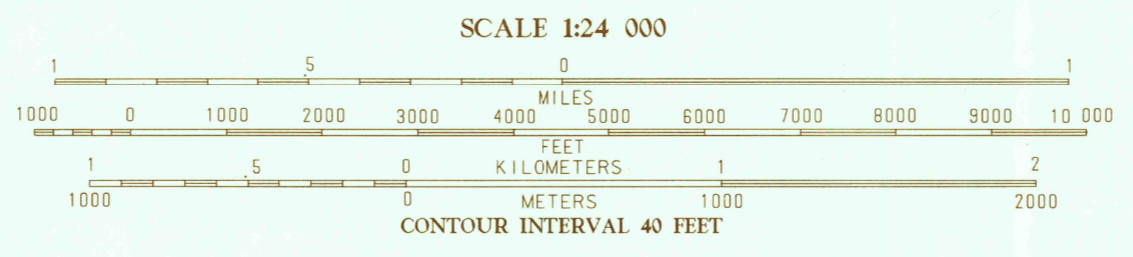 SCALE 1:24 000
1 .5 0 1
MILES
1000 0 1000 2000 3000 4000 5000 6000 7000 8000 9000 10 000
FEET
1 .5 0 KILOMETERS 1 2
1000 0 METERS 1000 2000
CONTOUR INTERVAL 40 FEET